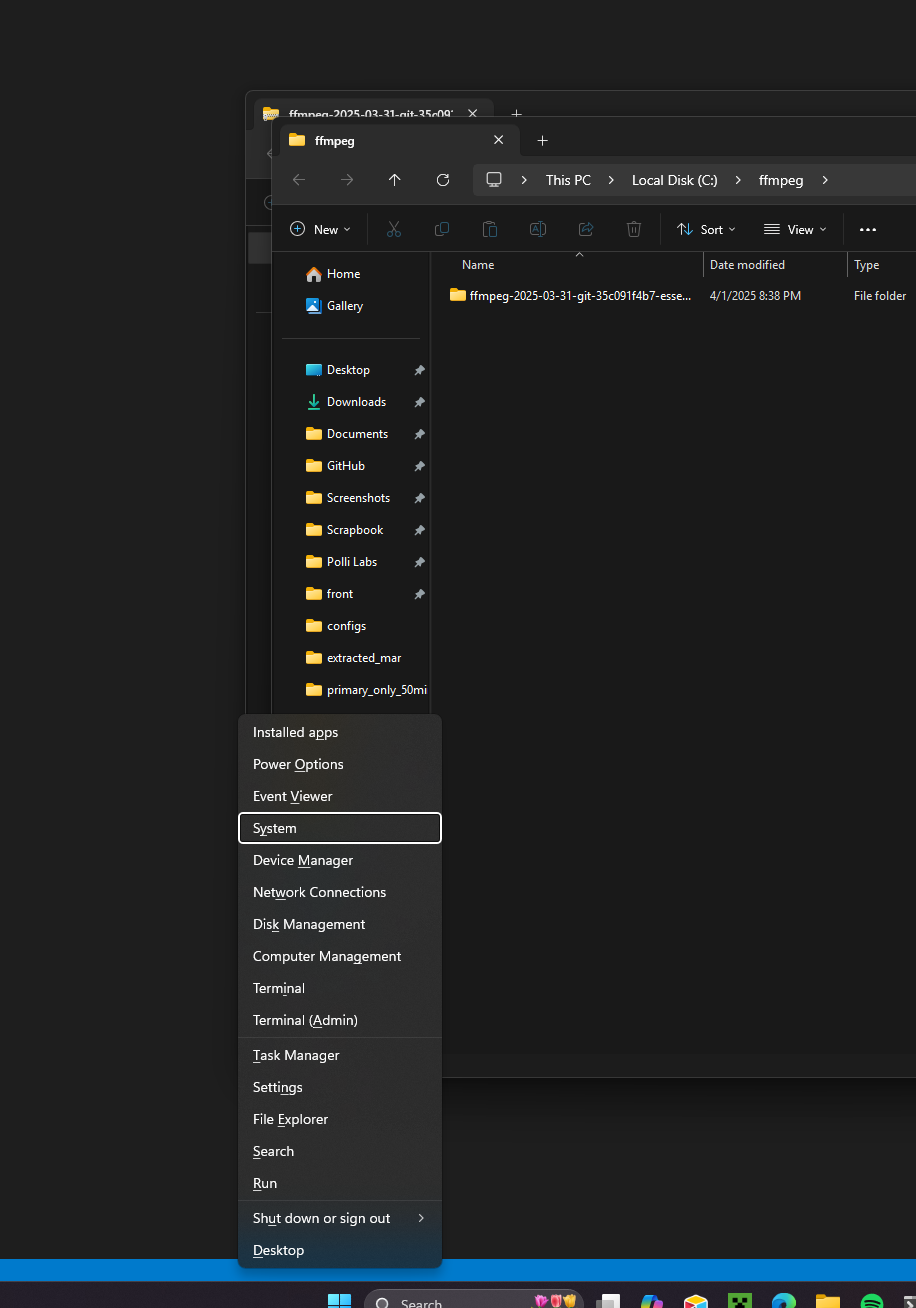 ffmpeg-2025-03-31-git-35c091
ffmpeg
This PC > Local Disk (C:) > ffmpeg >
New
Sort
View
Name
Date modified
Type
ffmpeg-2025-03-31-git-35c091f4b7-esse...
4/1/2025 8:38 PM
File folder
Home
Gallery
Desktop
Downloads
Documents
GitHub
Screenshots
Scrapbook
Polli Labs
front
configs
extracted_mar
primary_only_50mi
Installed apps
Power Options
Event Viewer
System
Device Manager
Network Connections
Disk Management
Computer Management
Terminal
Terminal (Admin)
Task Manager
Settings
File Explorer
Search
Run
Shut down or sign out
Desktop
Search